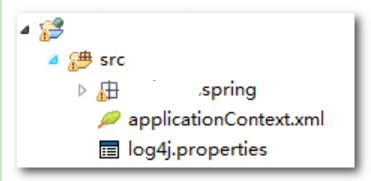 src
.spring
applicationContext.xml
log4j.properties